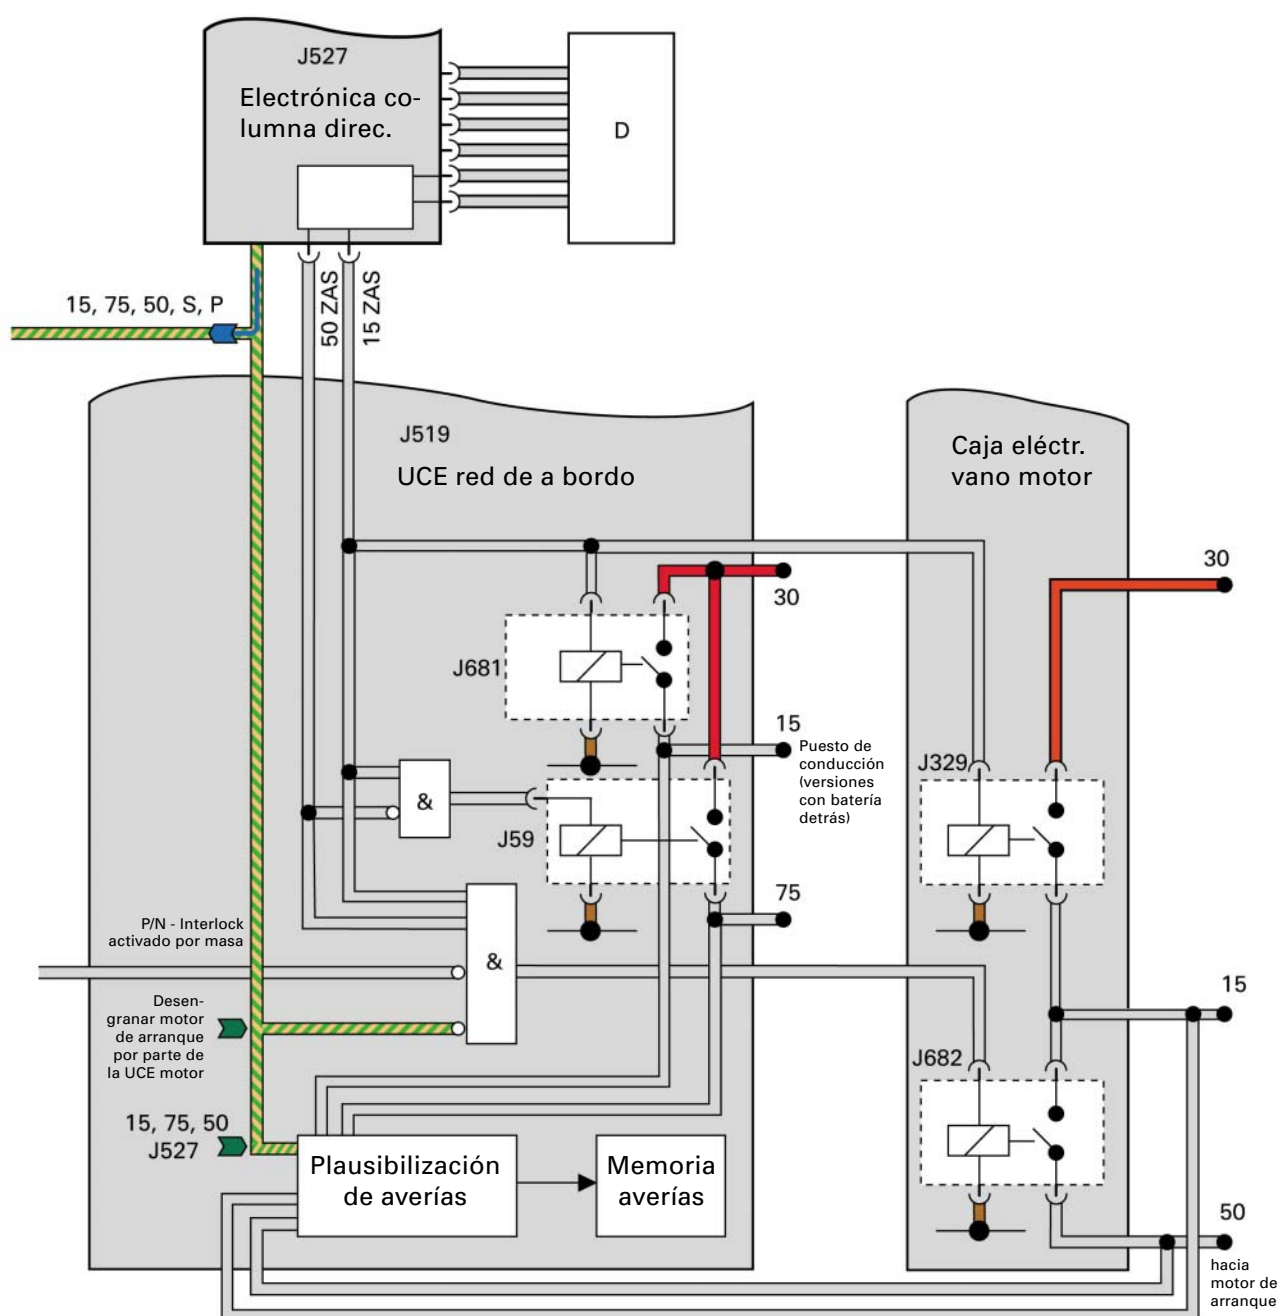 J527
Electrónica co-
lumna direc.
D
50 ZAS
15 ZAS
15, 75, 50, S, P
J519
UCE red de a bordo
Caja eléctr.
vano motor
30
30
J681
15
Puesto de
conducción
(versiones
con batería
detrás)
J329
&
J59
75
P/N - Interlock
activado por masa
&
15
Desen-
granar motor
de arranque
por parte de
la UCE motor
J682
15, 75, 50
J527
Plausibilización
de averías
Memoria
averías
50
hacia
motor de
arranque